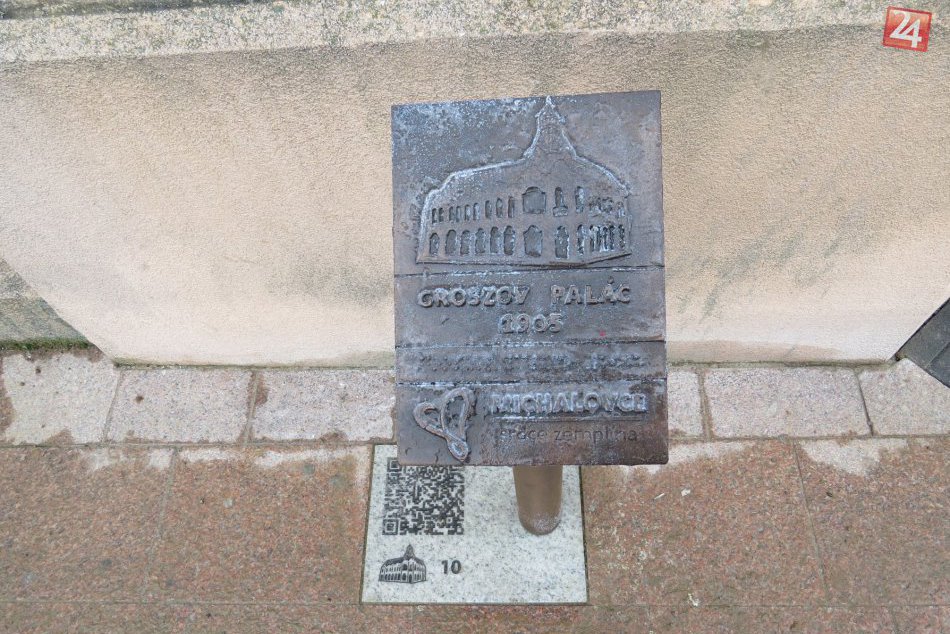 24
GROSZOV PALÁC
1905
MICHALOVCE
srdce zemplína
10